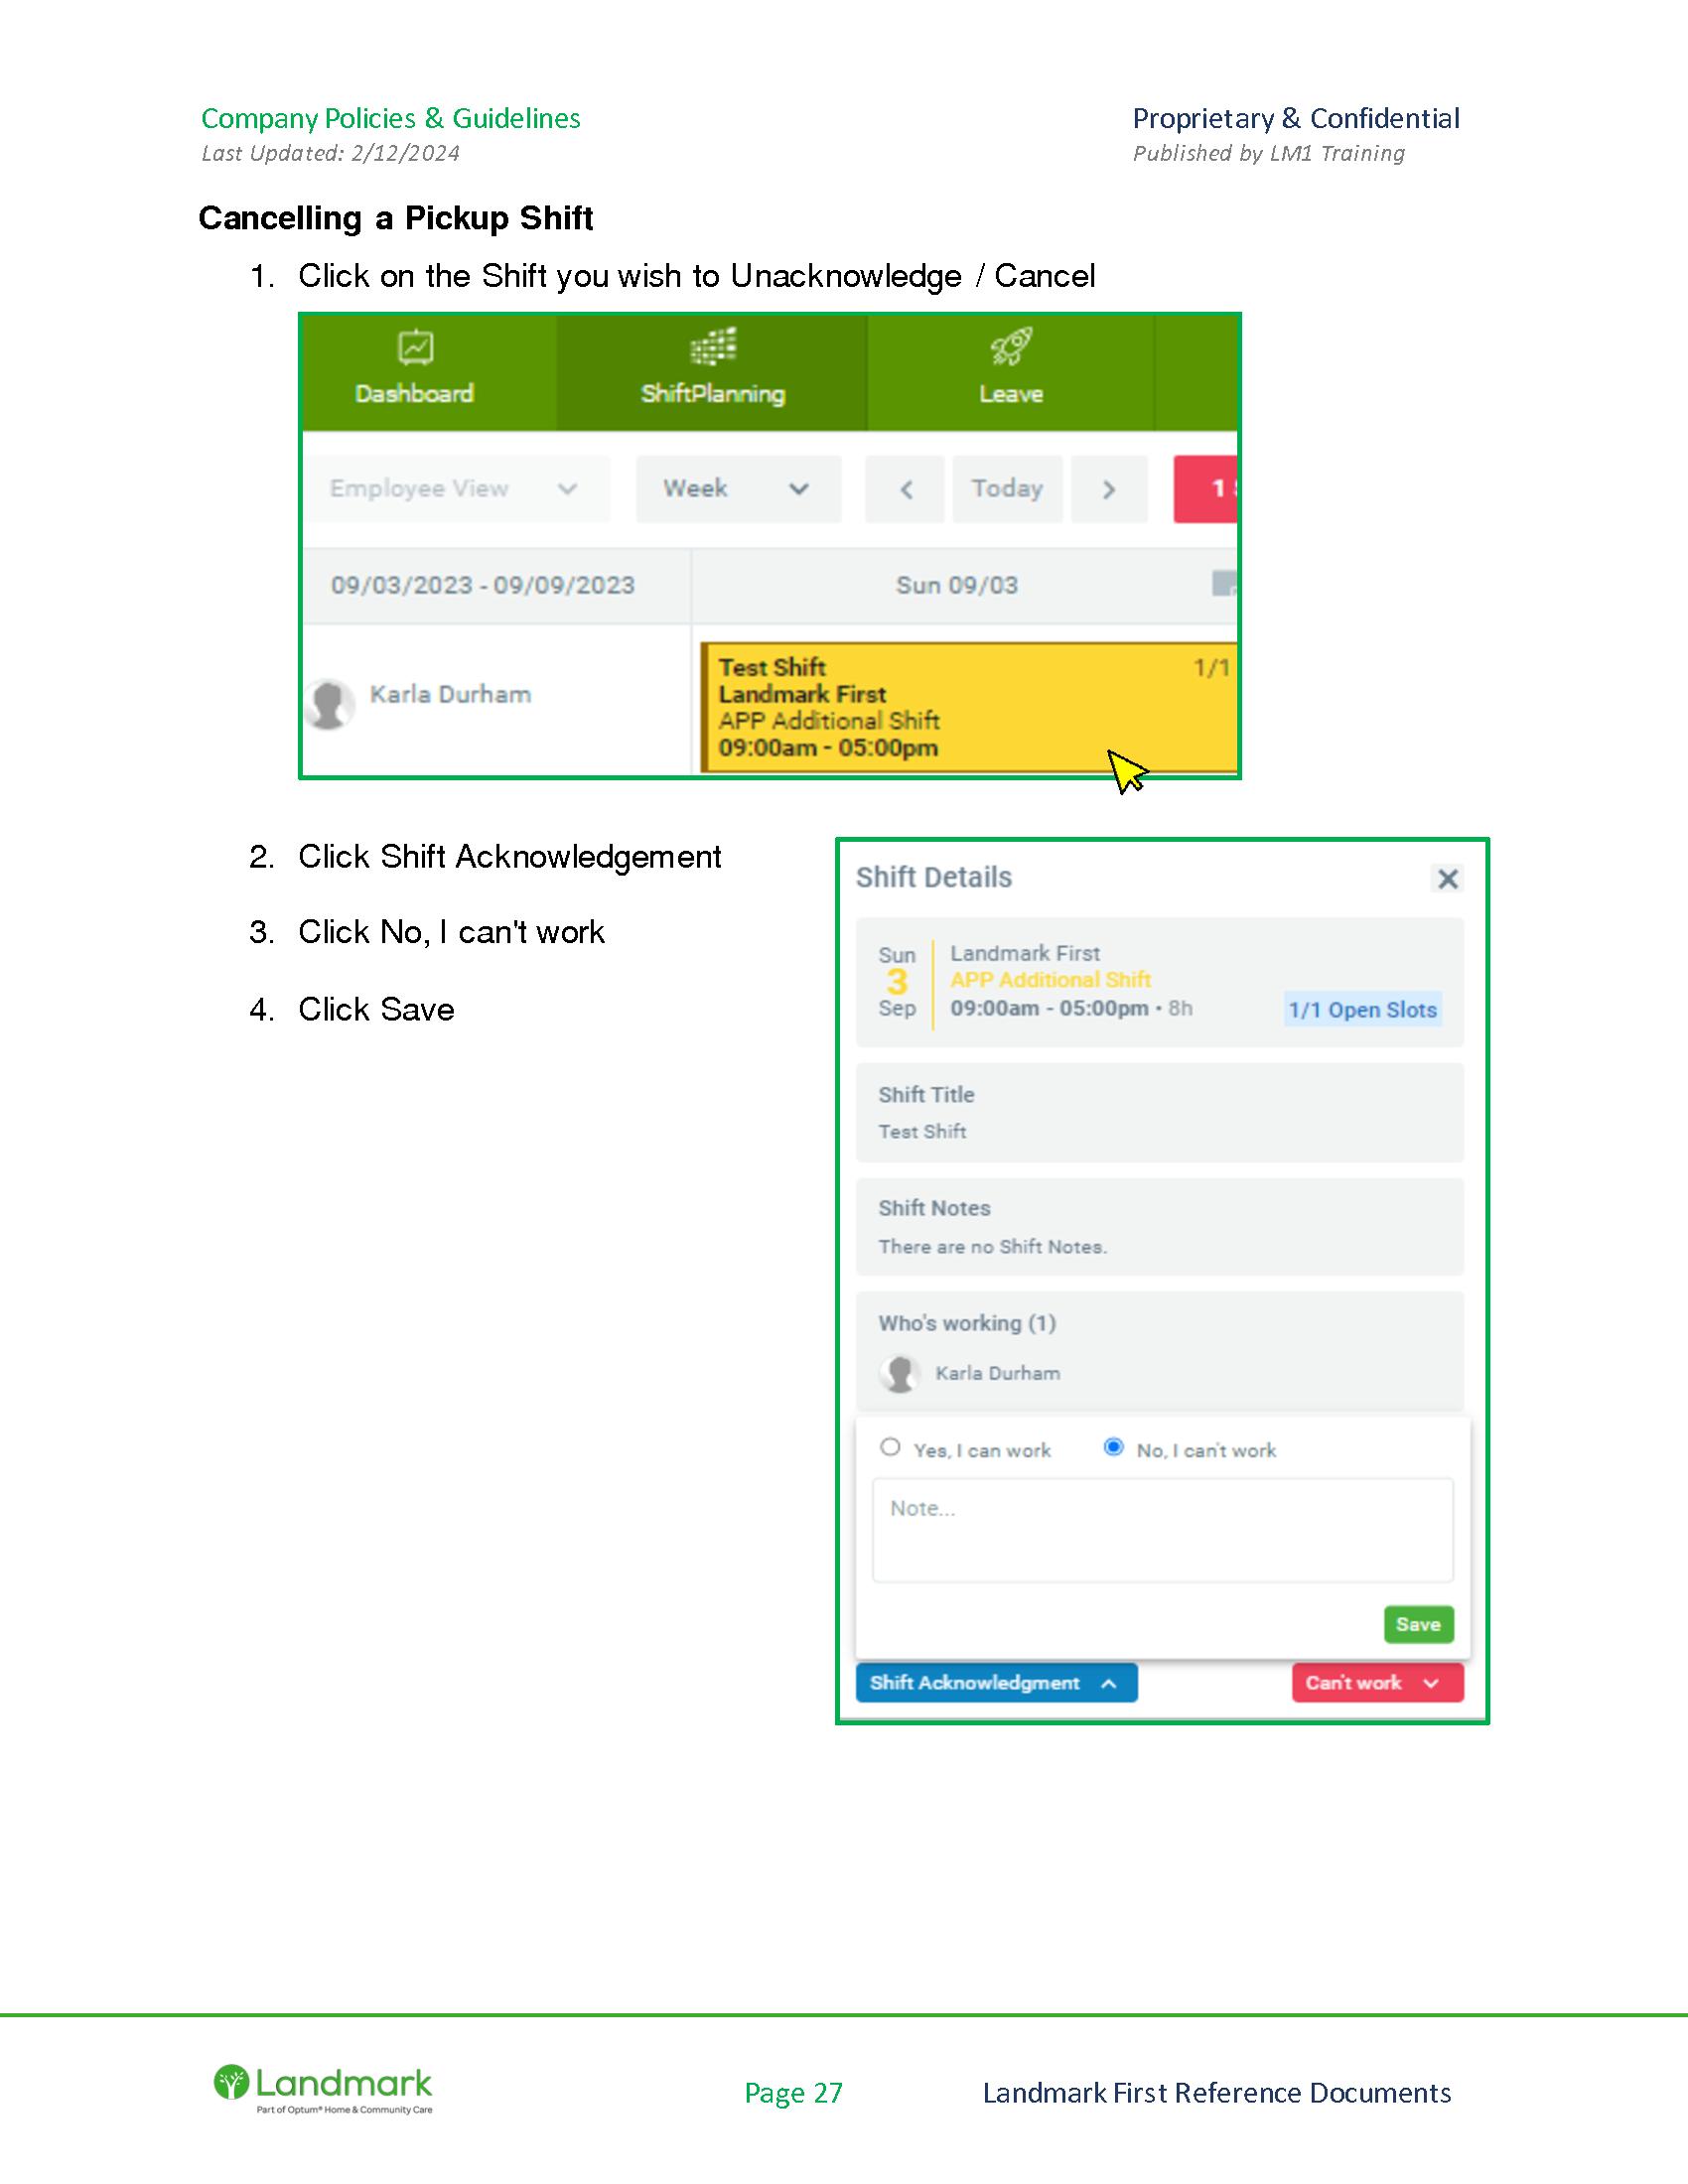 Company Policies & Guidelines
Proprietary & Confidential
Last Updated: 2/12/2024
Published by LM1 Training
Cancelling a Pickup Shift
1. Click on the Shift you wish to Unacknowledge / Cancel
Dashboard
ShiftPlanning
Leave
Employee View
Week
Today
1
09/03/2023 - 09/09/2023
Sun 09/03
Karla Durham
Test Shift
1/1
Landmark First
APP Additional Shift
09:00am - 05:00pm
2. Click Shift Acknowledgement
3. Click No, I can't work
4. Click Save
Shift Details
Sun
3
Sep
Landmark First
APP Additional Shift
09:00am - 05:00pm • 8h
1/1 Open Slots
Shift Title
Test Shift
Shift Notes
There are no Shift Notes.
Who's working (1)
Karla Durham
Yes, I can work
No, I can't work
Note...
Save
Shift Acknowledgment
Can't work
Landmark
Part of Optum® Home & Community Care
Page 27
Landmark First Reference Documents